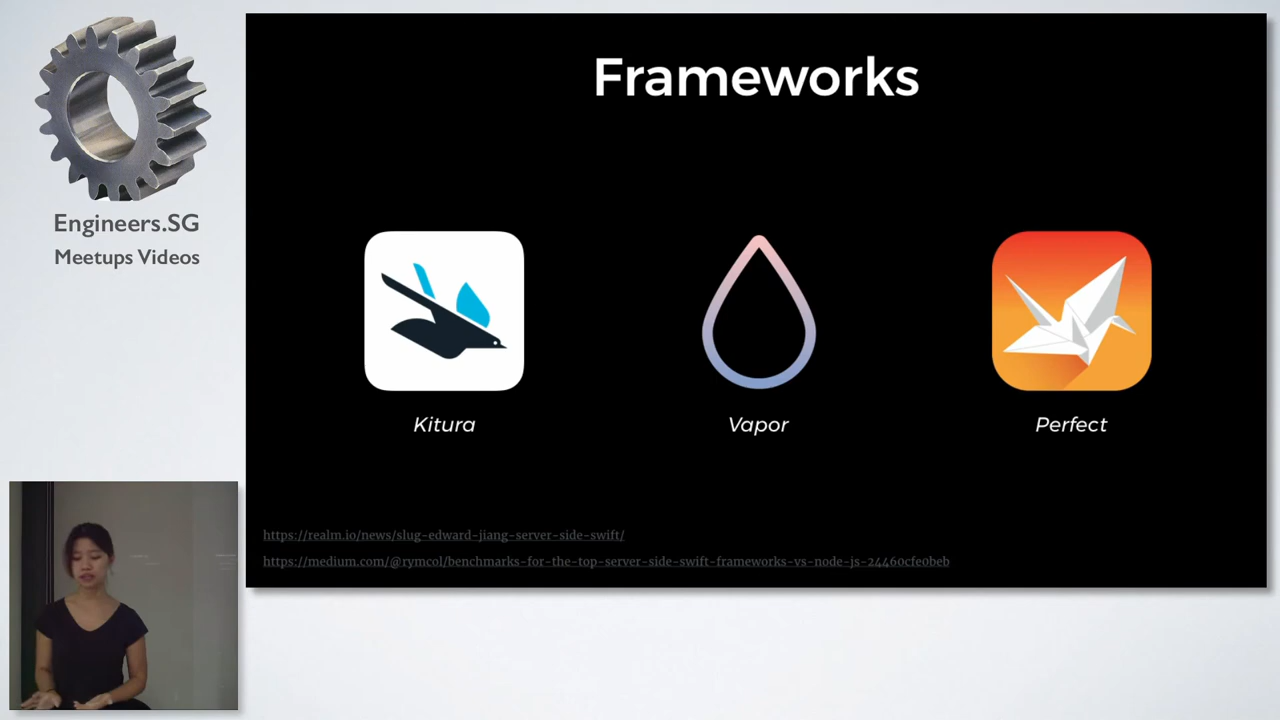 Engineers.SG
Meetups Videos
Frameworks
Kitura
Vapor
Perfect
https://realm.io/news/slug-edward-jiang-server-side-swift/
https://medium.com/@rymcol/benchmarks-for-the-top-server-side-swift-frameworks-vs-node-js-24460cfe0beb